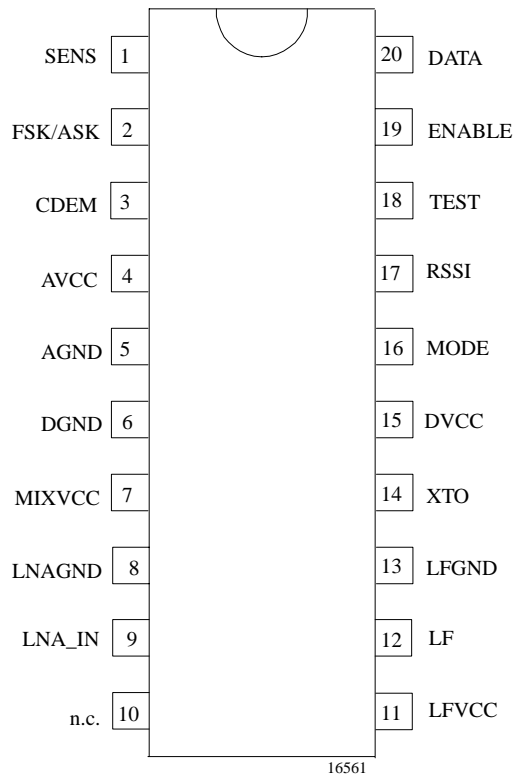 SENS 1 20 DATA
FSK/ASK 2 19 ENABLE
CDEM 3 18 TEST
AVCC 4 17 RSSI
AGND 5 16 MODE
DGND 6 15 DVCC
MIXVCC 7 14 XTO
LNAGND 8 13 LFGND
LNA_IN 9 12 LF
n.c. 10 11 LFVCC
16561